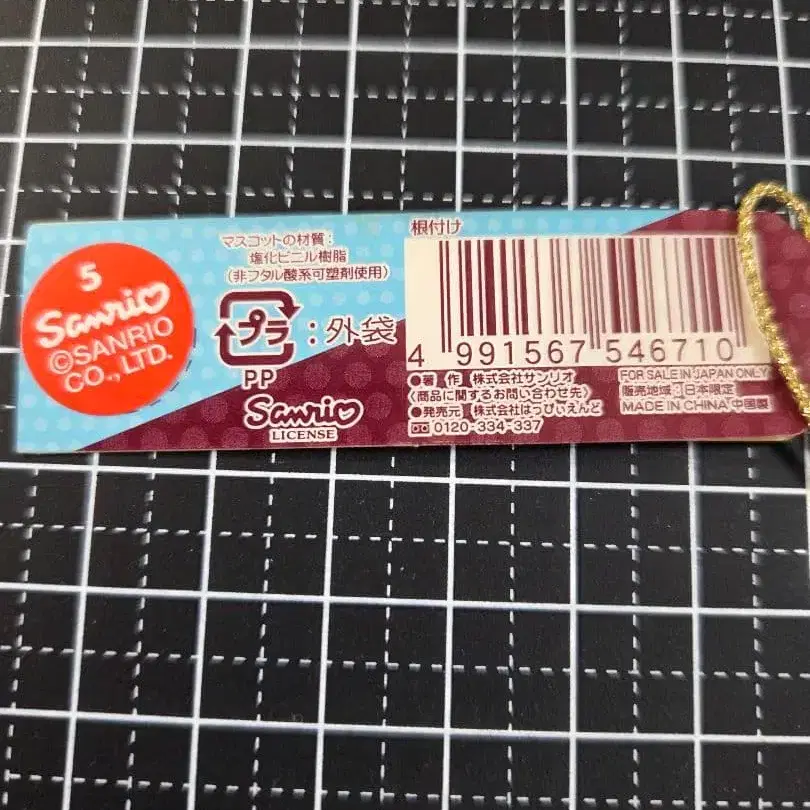 5
Sanrio
©SANRIO
CO., LTD.
マスコットの材質:
塩化ビニル樹脂
(非フタル酸系可塑剤使用)
プラ:外袋
PP
Sanrio
LICENSE
根付け
4 991567 546710
●著 作 株式会社サンリオ
〈商品に関するお問い合わせ先〉
●発売元 株式会社はっぴぃえんど
0120-334-337
FOR SALE IN JAPAN ONLY
販売地域:日本限定
MADE IN CHINA 中国製